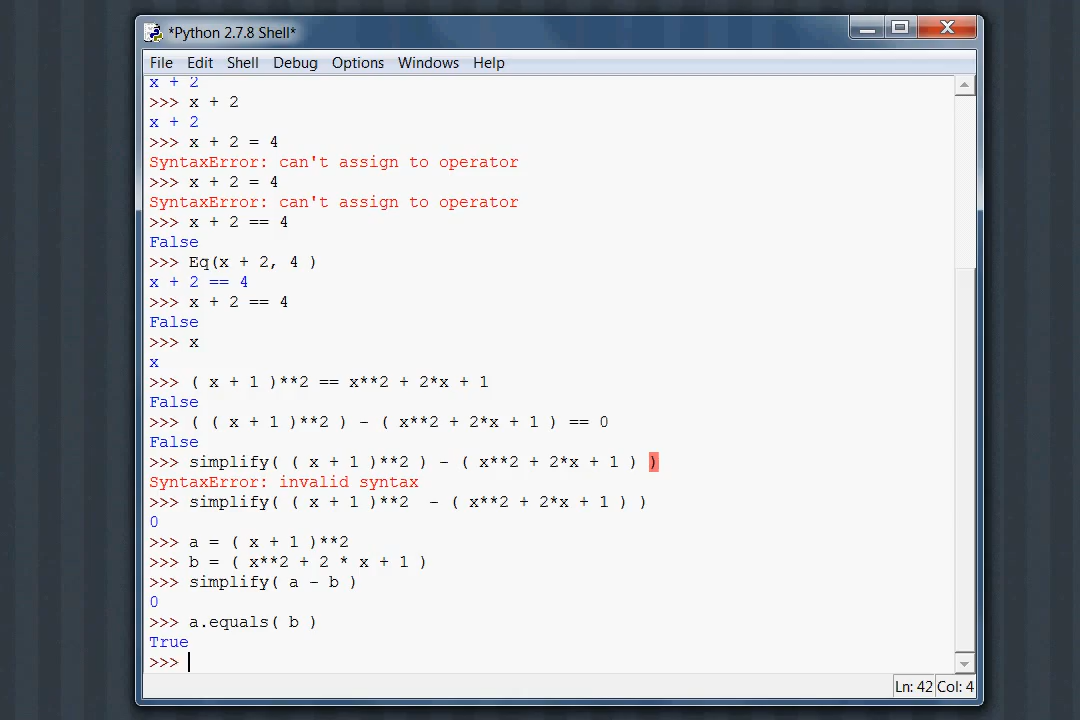 *Python 2.7.8 Shell*
File Edit Shell Debug Options Windows Help
x + 2
>>> x + 2
x + 2
>>> x + 2 = 4
SyntaxError: can't assign to operator
>>> x + 2 = 4
SyntaxError: can't assign to operator
>>> x + 2 == 4
False
>>> Eq(x + 2, 4 )
x + 2 == 4
>>> x + 2 == 4
False
>>> x
x
>>> ( x + 1 )**2 == x**2 + 2*x + 1
False
>>> ( ( x + 1 )**2 ) - ( x**2 + 2*x + 1 ) == 0
False
>>> simplify( ( x + 1 )**2 ) - ( x**2 + 2*x + 1 ) )
SyntaxError: invalid syntax
>>> simplify( ( x + 1 )**2  - ( x**2 + 2*x + 1 ) )
0
>>> a = ( x + 1 )**2
>>> b = ( x**2 + 2 * x + 1 )
>>> simplify( a - b )
0
>>> a.equals( b )
True
>>>
Ln: 42 Col: 4